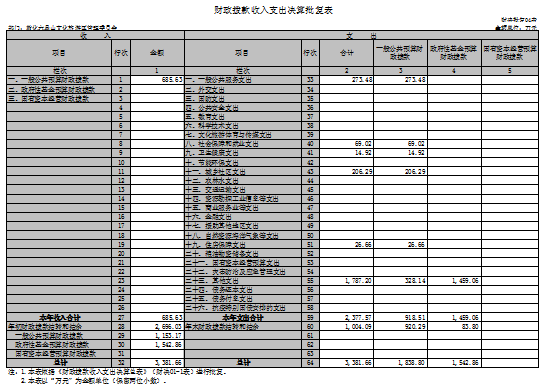 财政拨款收入支出决算批复表
财决批复04表
金额单位：万元
收 入 支 出
项目 行次 金额 项目 行次 合计 一般公共预算财政拨款 政府性基金预算财政拨款 国有资本经营预算财政拨款
栏次 1 栏次 2 3 4 5
一、一般公共预算财政拨款 1 685.63 一、一般公共服务支出 33 273.48 273.48
二、政府性基金预算财政拨款 2 二、外交支出 34
三、国有资本经营预算财政拨款 3 三、国防支出 35
4 四、公共安全支出 36
5 五、教育支出 37
6 六、科学技术支出 38
7 七、文化旅游体育与传媒支出 39
8 八、社会保障和就业支出 40 69.02 69.02
9 九、卫生健康支出 41 14.92 14.92
10 十、节能环保支出 42
11 十一、城乡社区支出 43 206.29 206.29
12 十二、农林水支出 44
13 十三、交通运输支出 45
14 十四、资源勘探工业信息等支出 46
15 十五、商业服务业等支出 47
16 十六、金融支出 48
17 十七、援助其他地区支出 49
18 十八、自然资源海洋气象等支出 50
19 十九、住房保障支出 51 26.66 26.66
20 二十、粮油物资储备支出 52
21 二十一、国有资本经营预算支出 53
22 二十二、灾害防治及应急管理支出 54
23 二十三、其他支出 55 1,787.20 328.14 1,459.06
24 二十四、债务还本支出 56
25 二十五、债务付息支出 57
26 二十六、抗疫特别国债安排的支出 58
本年收入合计 27 685.63 本年支出合计 59 2,377.57 918.51 1,459.06
年初财政拨款结转和结余 28 2,696.03 年末财政拨款结转和结余 60 1,004.09 920.29 83.80
一般公共预算财政拨款 29 1,153.17 61
政府性基金预算财政拨款 30 1,542.86 62
国有资本经营预算财政拨款 31 63
总计 32 3,381.66 总计 64 3,381.66 1,838.80 1,542.86
注：1.本表依据《财政拨款收入支出决算总表》（财决01-1表）进行批复。
2.本表以“万元”为金额单位（保留两位小数）。